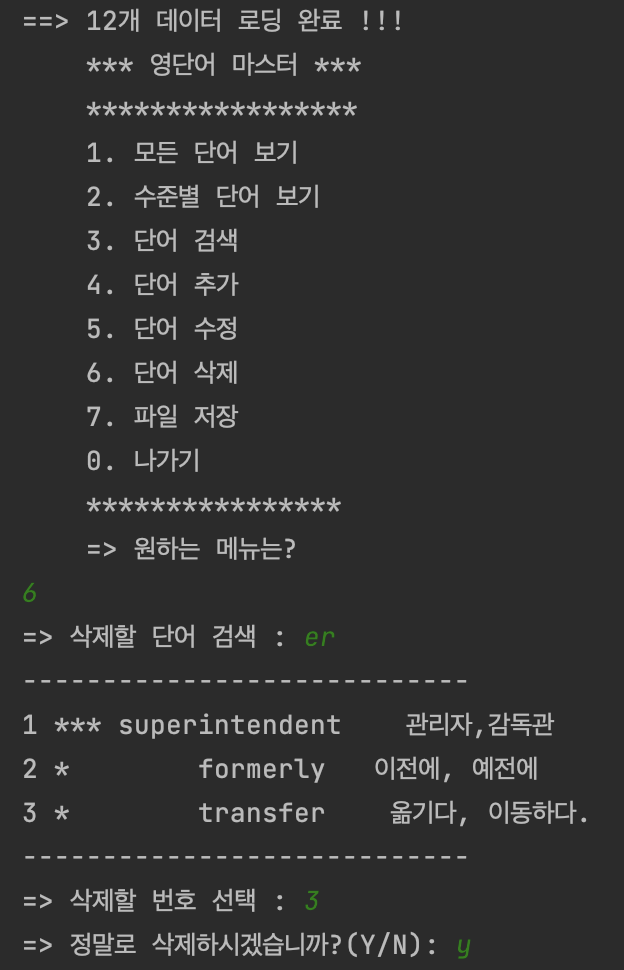 ==> 12개 데이터 로딩 완료 !!!
*** 영단어 마스터 ***
*****************
1. 모든 단어 보기
2. 수준별 단어 보기
3. 단어 검색
4. 단어 추가
5. 단어 수정
6. 단어 삭제
7. 파일 저장
0. 나가기
****************
=> 원하는 메뉴는?
6
=> 삭제할 단어 검색 : er
----------------------------
1 *** superintendent    관리자,감독관
2 *        formerly   이전에, 예전에
3 *        transfer    옮기다, 이동하다.
----------------------------
=> 삭제할 번호 선택 : 3
=> 정말로 삭제하시겠습니까?(Y/N): y